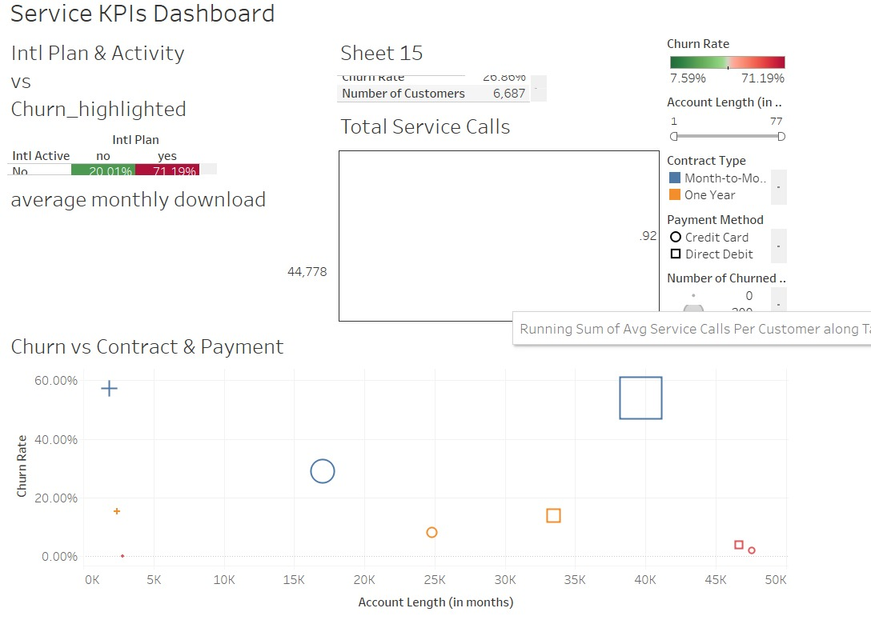 Service KPIs Dashboard
Intl Plan & Activity
vs
Churn_highlighted
Intl Plan
Intl Active no yes
No 20.01% 71.19%
average monthly download
44,778
Sheet 15
Churn Rate 26.86%
Number of Customers 6,687
Total Service Calls
.92
Running Sum of Avg Service Calls Per Customer along Ta
Churn Rate
7.59% 71.19%
Account Length (in ..
1 77
Contract Type
Month-to-Mo..
One Year
Payment Method
Credit Card
Direct Debit
Number of Churned ..
0
200
Churn vs Contract & Payment
Churn Rate
60.00%
40.00%
20.00%
0.00%
0K 5K 10K 15K 20K 25K 30K 35K 40K 45K 50K
Account Length (in months)